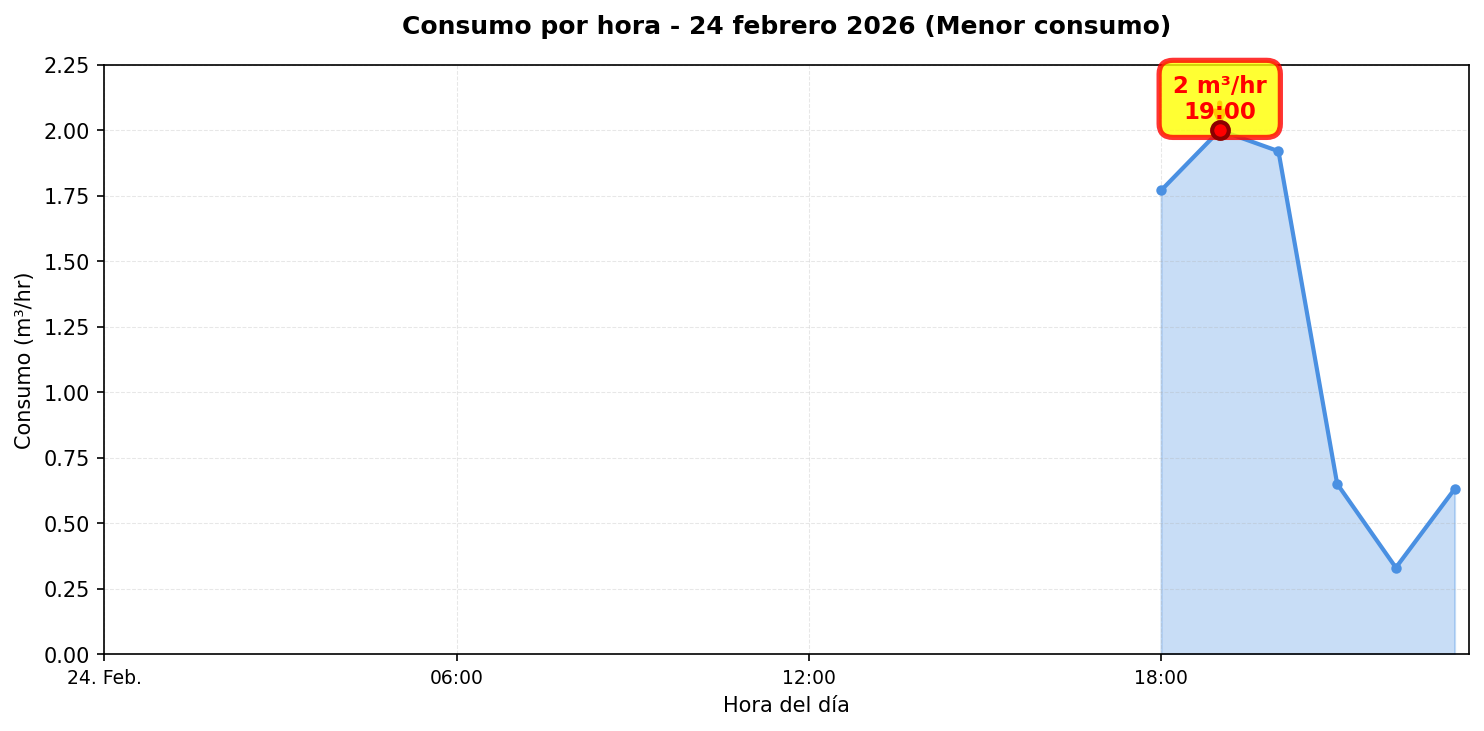 Consumo por hora - 24 febrero 2026 (Menor consumo)
2 m³/hr
19:00
Consumo (m³/hr)
2.25
2.00
1.75
1.50
1.25
1.00
0.75
0.50
0.25
0.00
24. Feb.
06:00
12:00
18:00
Hora del día